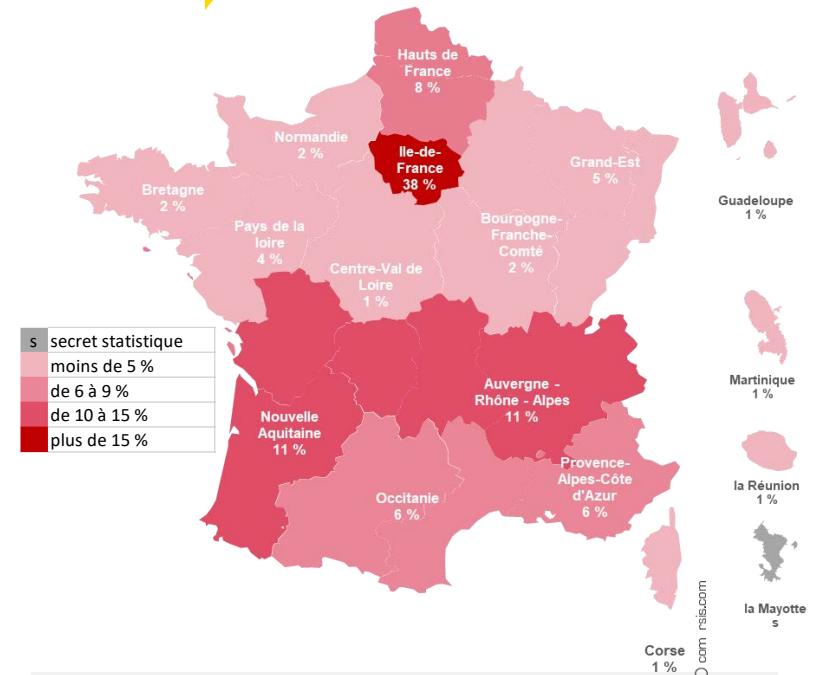 Hauts de
France
8 %
Normandie
2 %
Ile-de-
France
38 %
Grand-Est
5 %
Bretagne
2 %
Pays de la
loire
4 %
Centre-Val de
Loire
1 %
Bourgogne-
Franche-
Comté
2 %
Guadeloupe
1 %
s secret statistique
moins de 5 %
de 6 à 9 %
de 10 à 15 %
plus de 15 %
Nouvelle
Aquitaine
11 %
Auvergne -
Rhône - Alpes
11 %
Martinique
1 %
Occitanie
6 %
Provence-
Alpes-Côte
d'Azur
6 %
la Réunion
1 %
la Mayotte
s
Corse
1 %
rsis.com